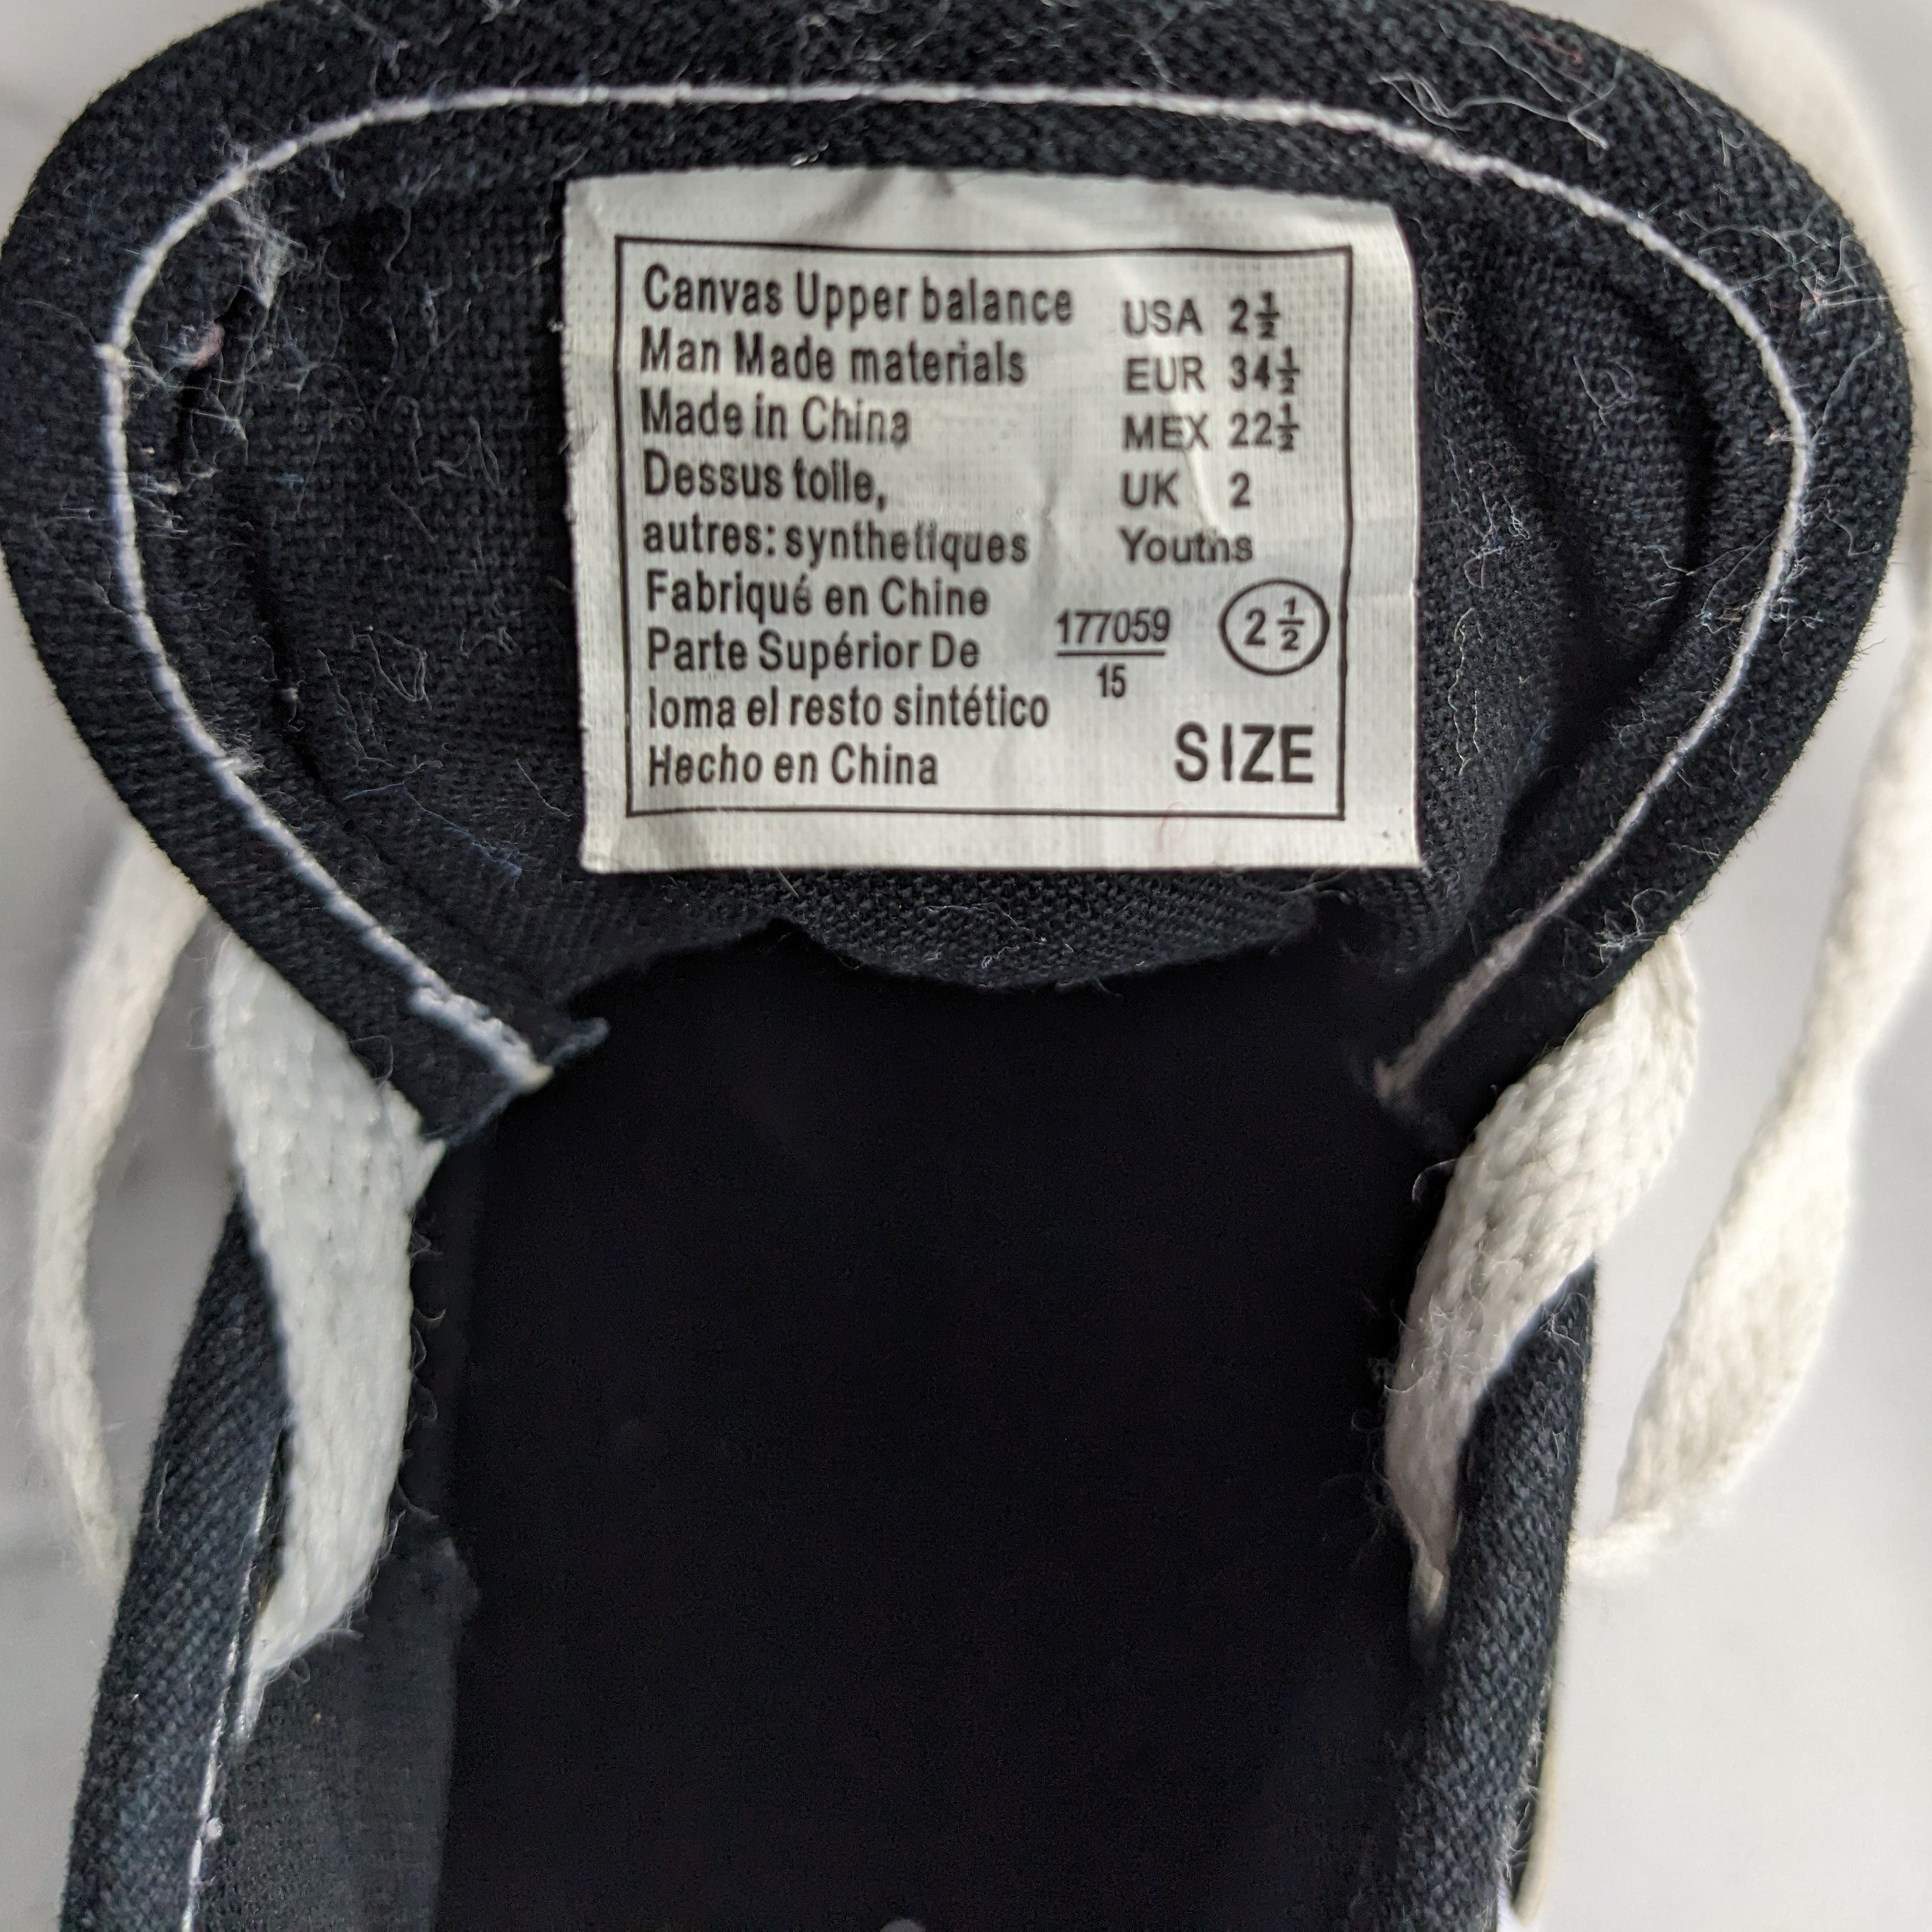 Canvas Upper balance
Man Made materials
Made in China
Dessus toile,
autres: synthetiques
Fabriqué en Chine
Parte Supérior De
loma el resto sintético
Hecho en China
USA 2½
EUR 34½
MEX 22½
UK 2
Youths
177059
15
2½
SIZE